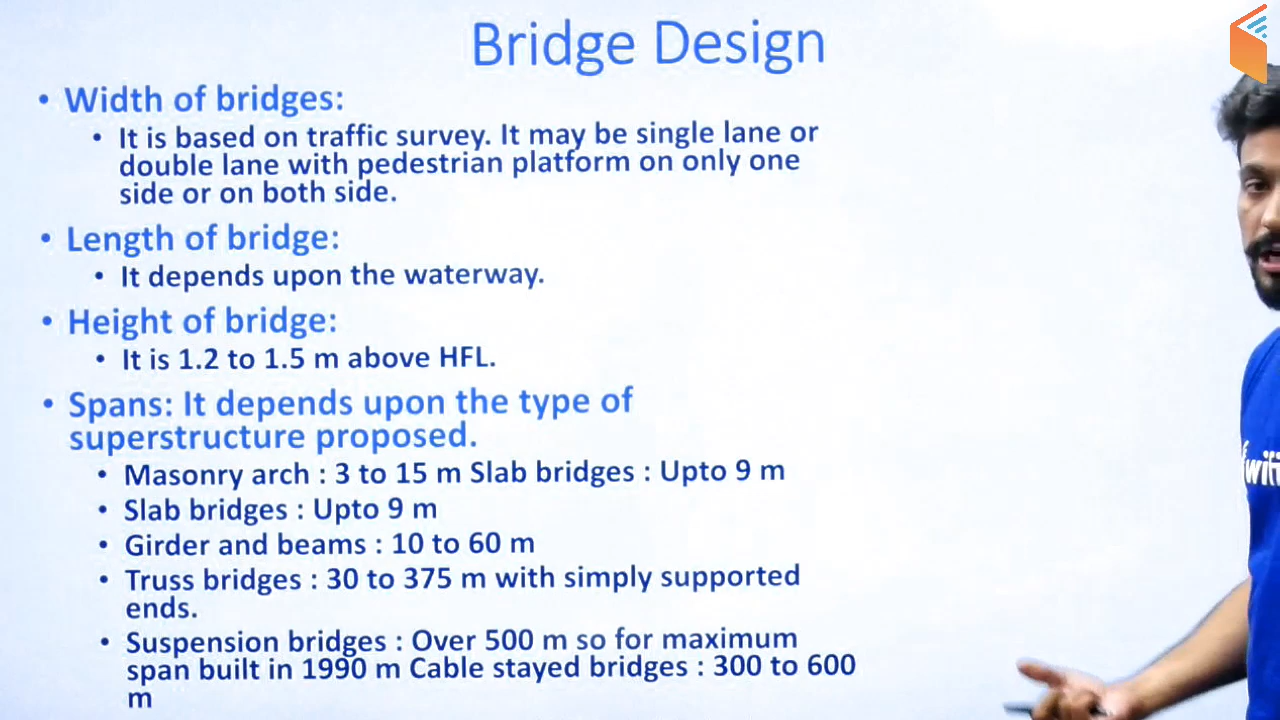 Bridge Design
• Width of bridges:
• It is based on traffic survey. It may be single lane or
double lane with pedestrian platform on only one
side or on both side.
• Length of bridge:
• It depends upon the waterway.
• Height of bridge:
• It is 1.2 to 1.5 m above HFL.
• Spans: It depends upon the type of
superstructure proposed.
• Masonry arch : 3 to 15 m Slab bridges : Upto 9 m
• Slab bridges : Upto 9 m
• Girder and beams : 10 to 60 m
• Truss bridges : 30 to 375 m with simply supported
ends.
• Suspension bridges : Over 500 m so for maximum
span built in 1990 m Cable stayed bridges : 300 to 600
m